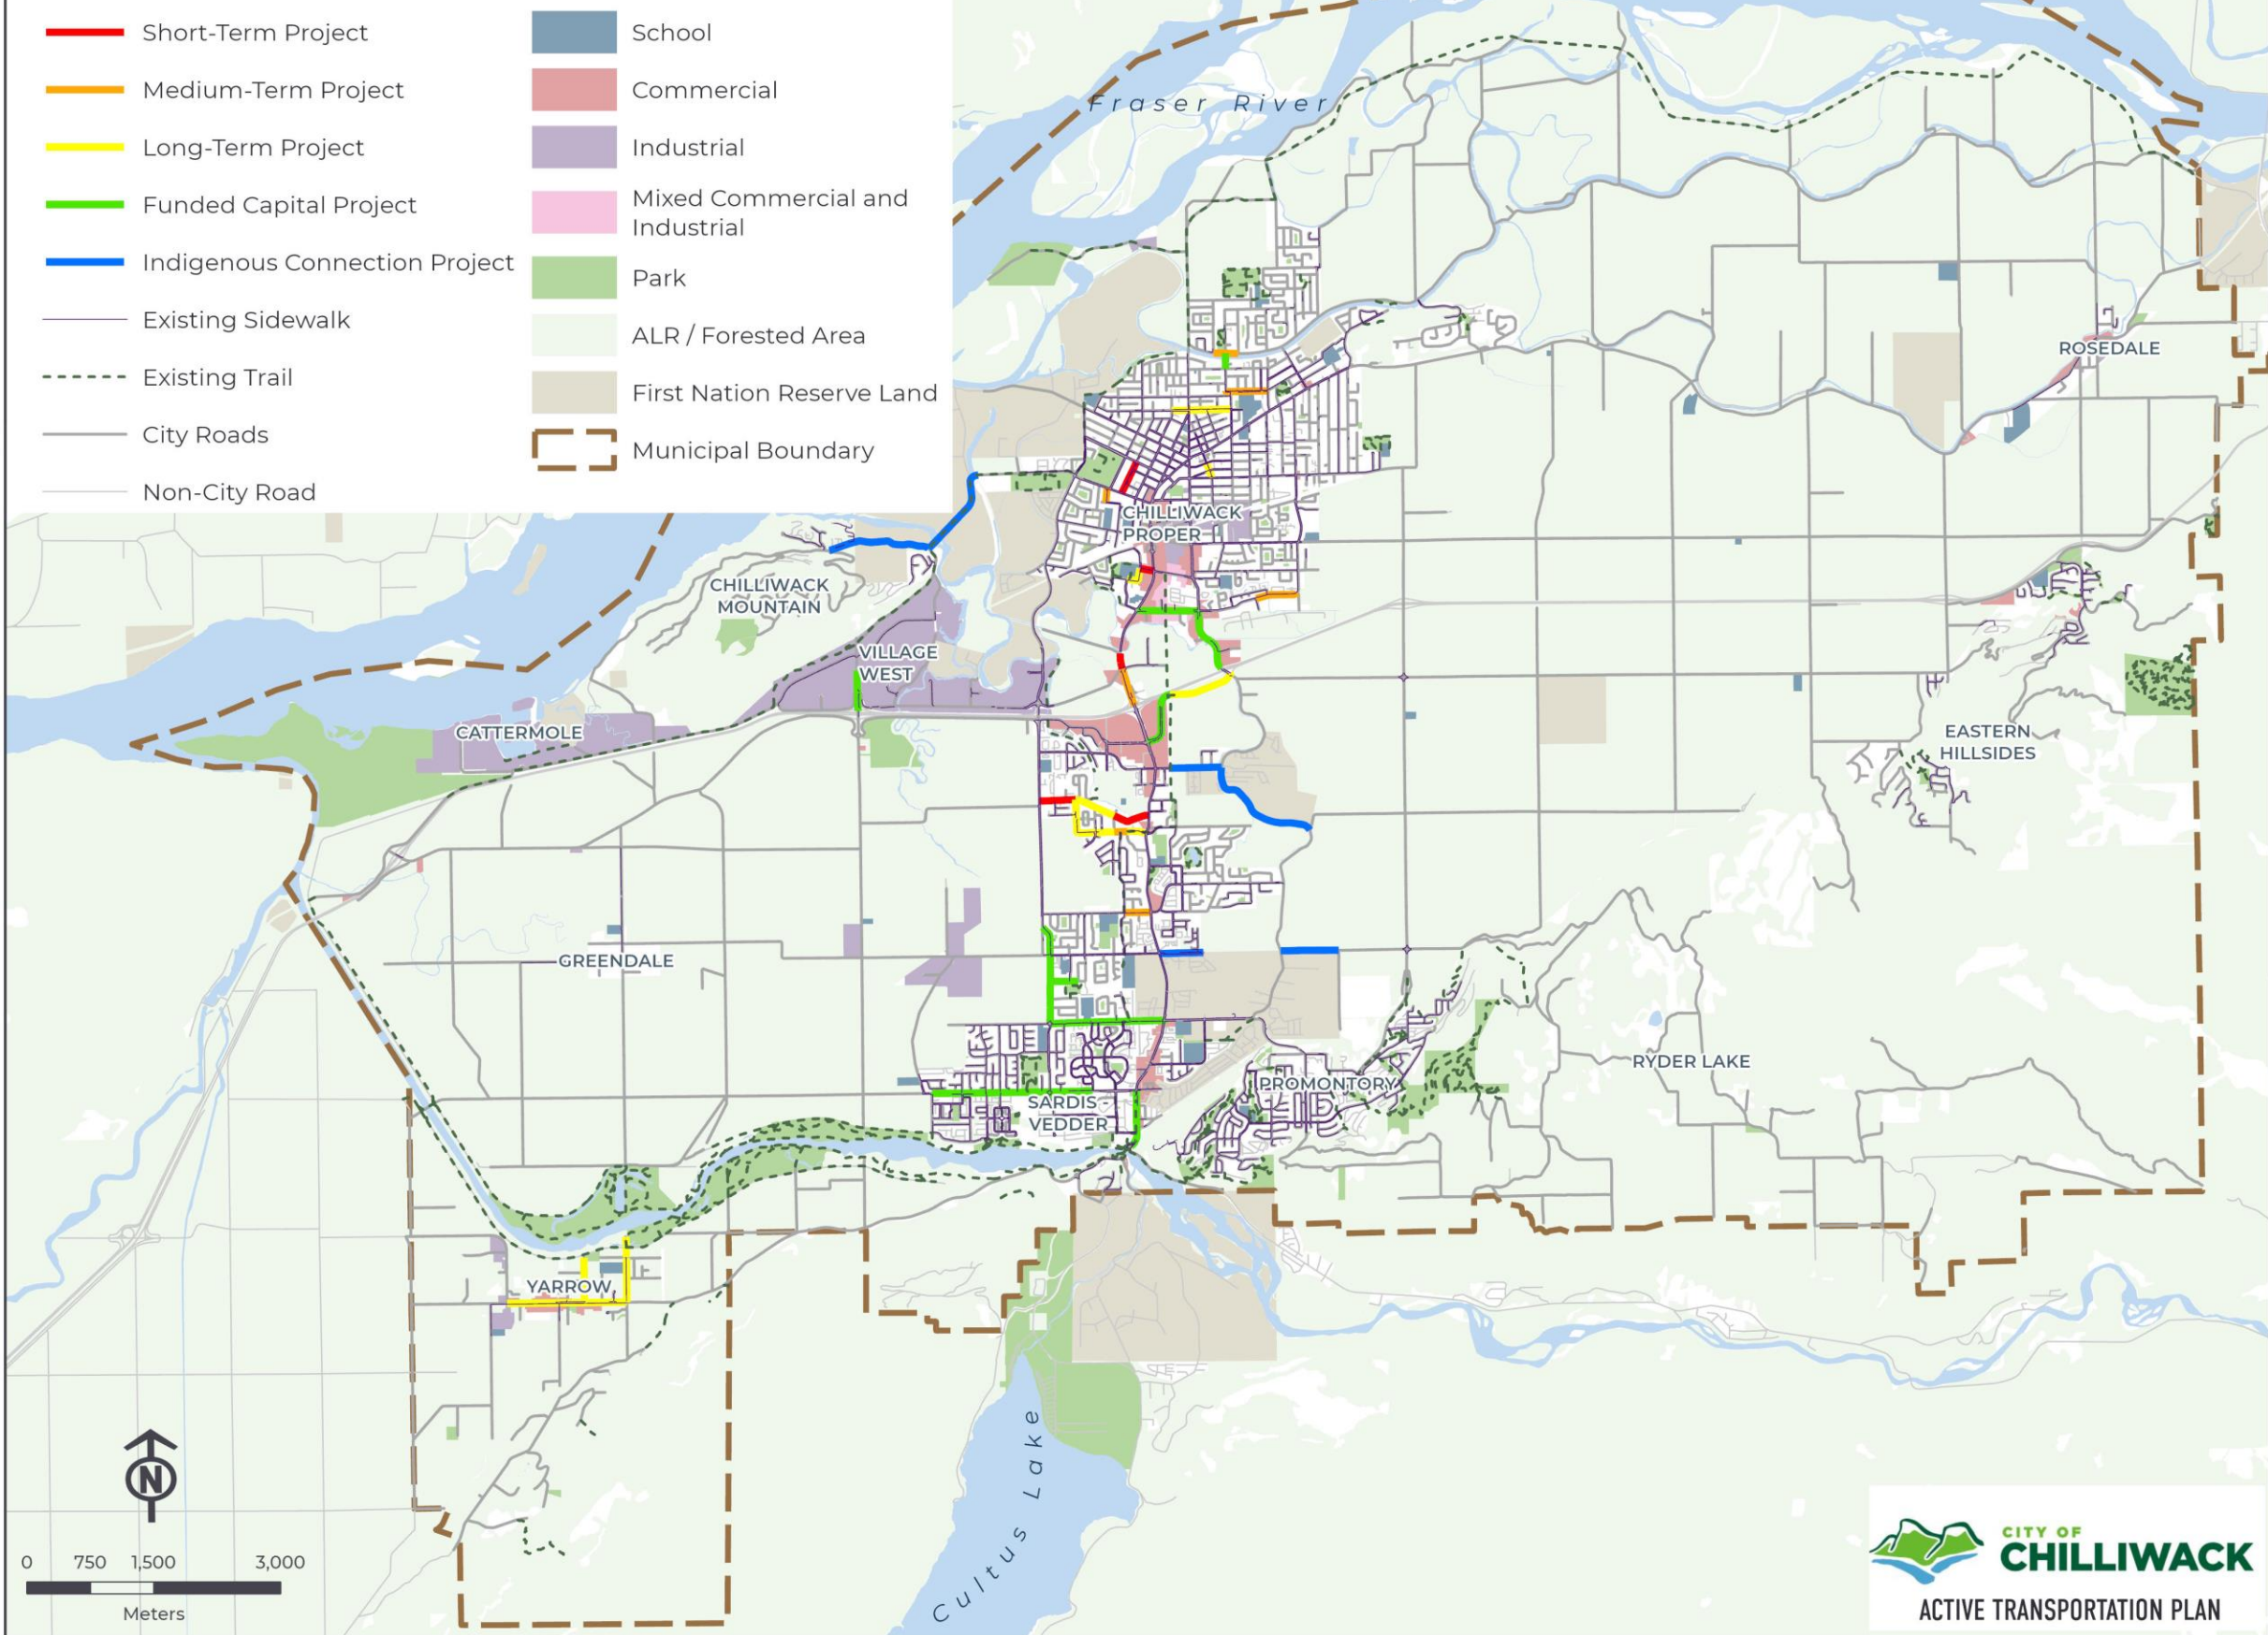 Short-Term Project
Medium-Term Project
Long-Term Project
Funded Capital Project
Indigenous Connection Project
Existing Sidewalk
Existing Trail
City Roads
Non-City Road
School
Commercial
Industrial
Mixed Commercial and
Industrial
Park
ALR / Forested Area
First Nation Reserve Land
Municipal Boundary
Fraser River
ROSEDALE
CHILLIWACK
PROPER
CHILLIWACK
MOUNTAIN
VILLAGE
WEST
CATTERMOLE
EASTERN
HILLSIDES
GREENDALE
RYDER LAKE
PROMONTORY
SARDIS -
VEDDER
YARROW
Cultus Lake
N
0 750 1,500 3,000
Meters
CITY OF
CHILLIWACK
ACTIVE TRANSPORTATION PLAN